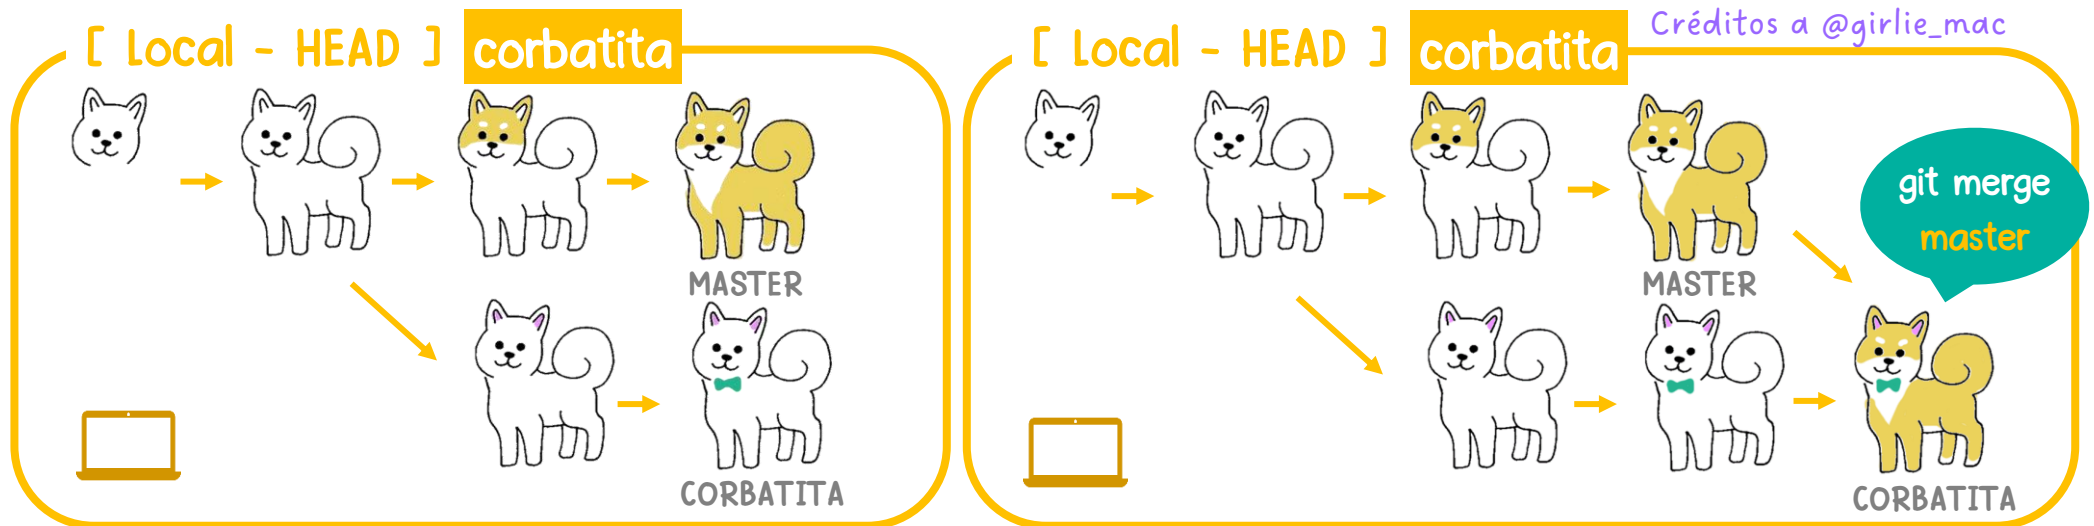 [ Local - HEAD ] corbatita
MASTER
CORBATITA
[ Local - HEAD ] corbatita
Créditos a @girlie_mac
git merge
master
MASTER
CORBATITA